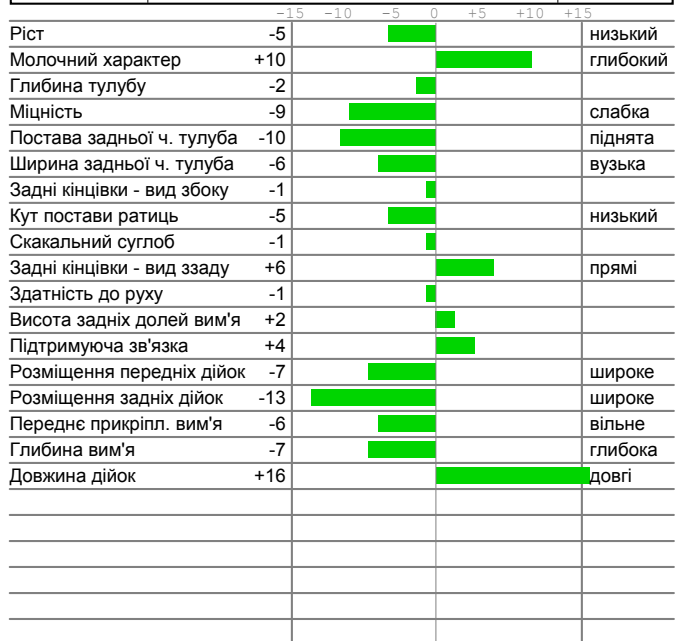 -15 -10 -5 0 +5 +10 +15
Ріст -5 низький
Молочний характер +10 глибокий
Глибина тулубу -2
Міцність -9 слабка
Постава задньої ч. тулуба -10 піднята
Ширина задньої ч. тулуба -6 вузька
Задні кінцівки - вид збоку -1
Кут постави ратиць -5 низький
Скакальний суглоб -1
Задні кінцівки - вид ззаду +6 прямі
Здатність до руху -1
Висота задніх долей вим'я +2
Підтримуюча зв'язка +4
Розміщення передніх дійок -7 широке
Розміщення задніх дійок -13 широке
Переднє прикріпл. вим'я -6 вільне
Глибина вим'я -7 глибока
Довжина дійок +16 довгі